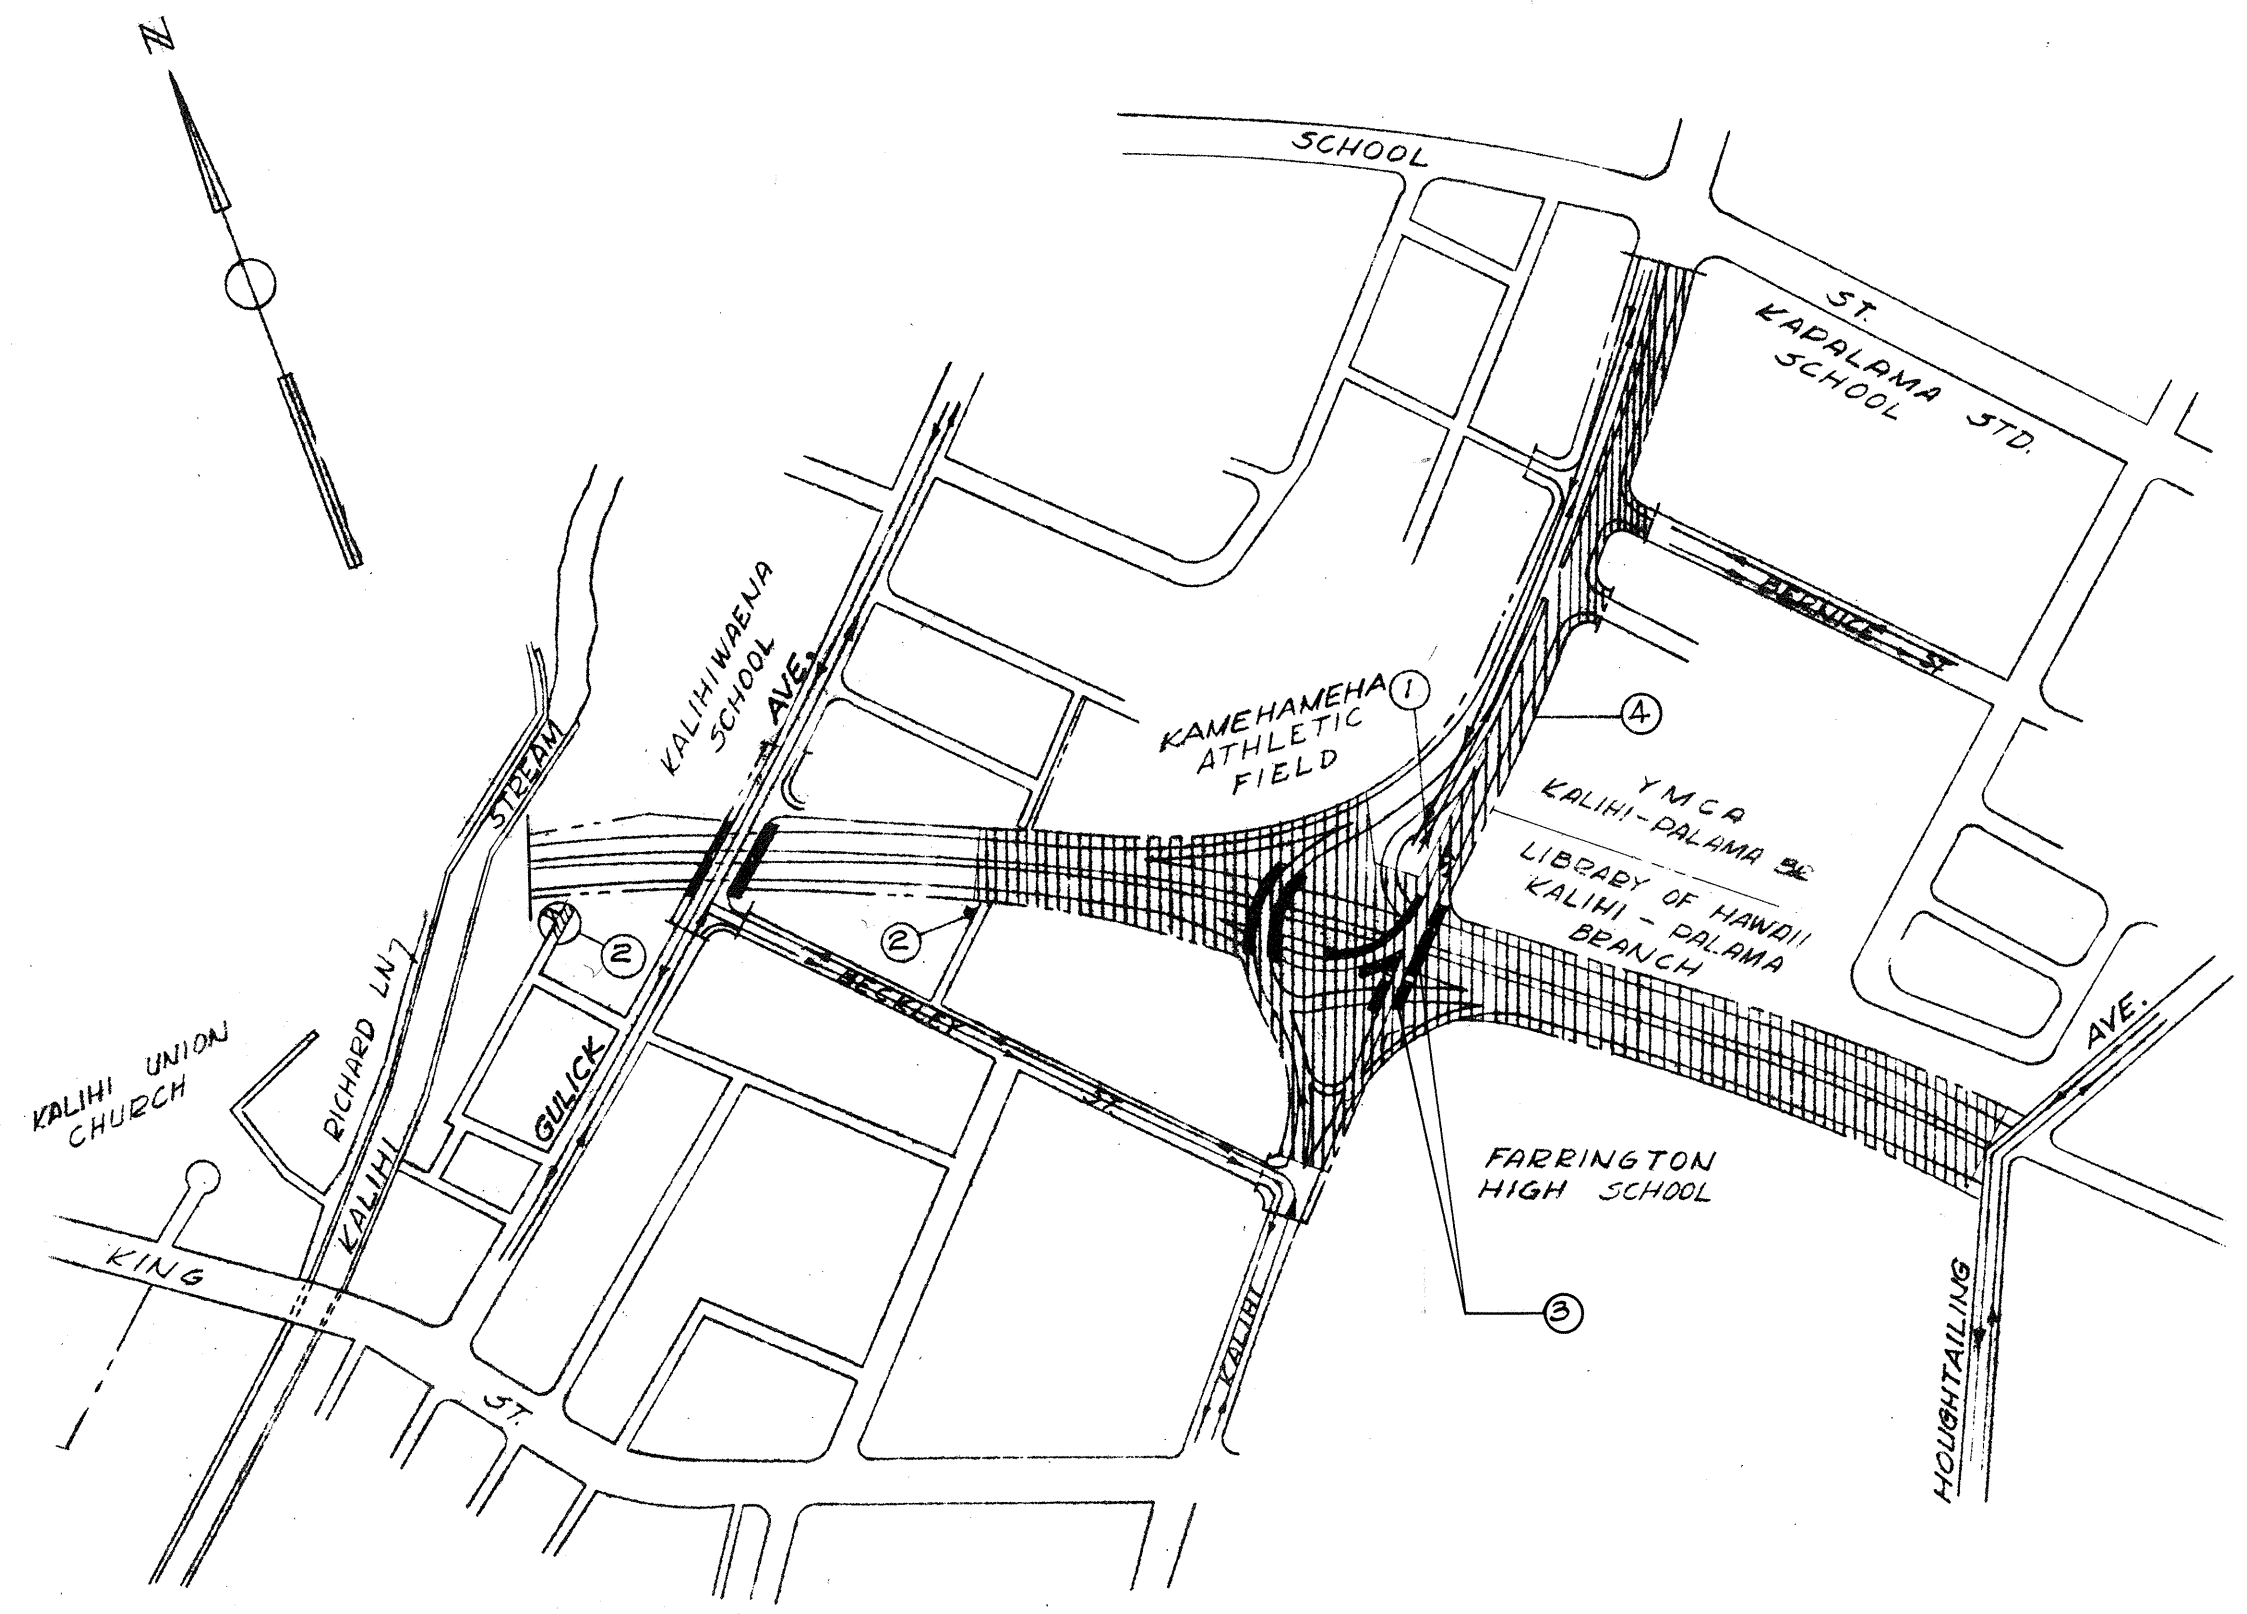 N
SCHOOL
ST.
KAPALAMA
SCHOOL
STD.
KALIHIWAENA
SCHOOL
AVE.
BERNICE ST
KAMEHAMEHA
ATHLETIC
FIELD
1
4
STREAM
YMCA
KALIHI-PALAMA
LIBRARY OF HAWAII
KALIHI - PALAMA
BRANCH
2
2
RICHARD LN
BECKLEY
ST.
AVE.
KALIHI UNION
CHURCH
GULICK
KALIHI
FARRINGTON
HIGH SCHOOL
KING
ST.
KALIHI
3
HOUGHTAILING